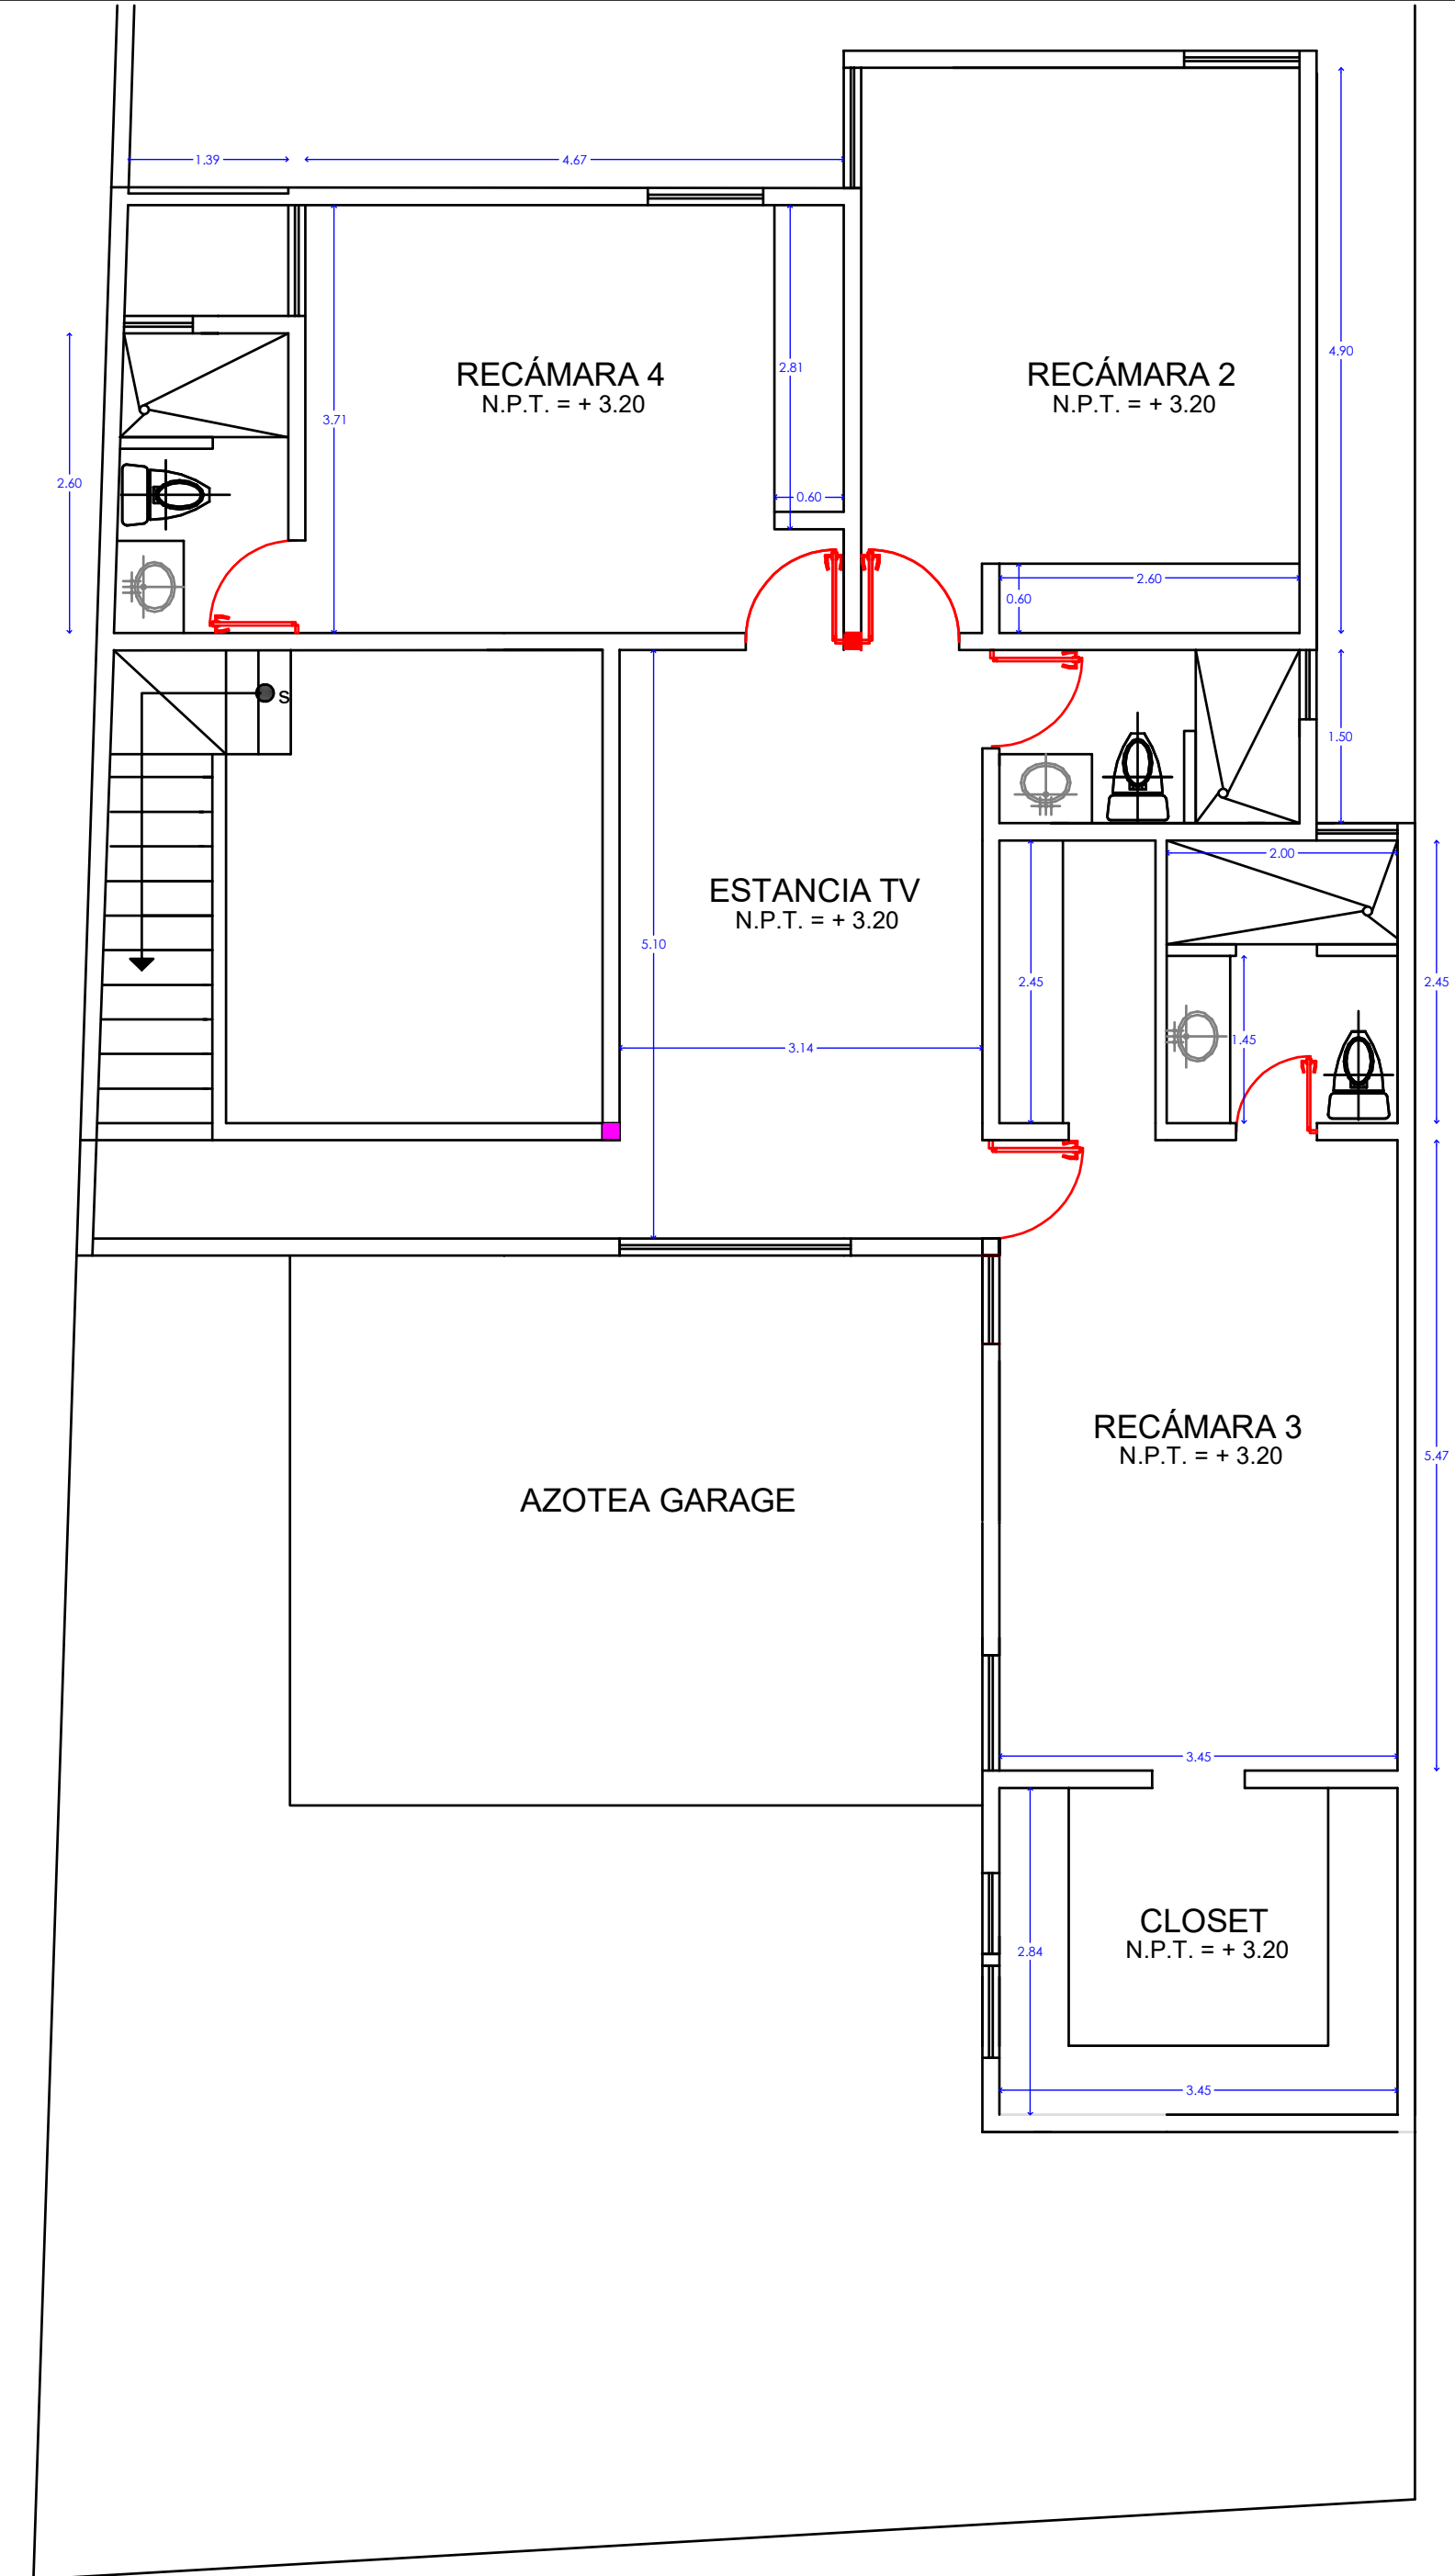 1.39
4.67
4.90
RECÁMARA 4
N.P.T. = + 3.20
2.81
RECÁMARA 2
N.P.T. = + 3.20
3.71
2.60
0.60
2.60
0.60
S
1.50
2.00
ESTANCIA TV
N.P.T. = + 3.20
5.10
2.45
2.45
1.45
3.14
RECÁMARA 3
N.P.T. = + 3.20
5.47
AZOTEA GARAGE
3.45
CLOSET
N.P.T. = + 3.20
2.84
3.45